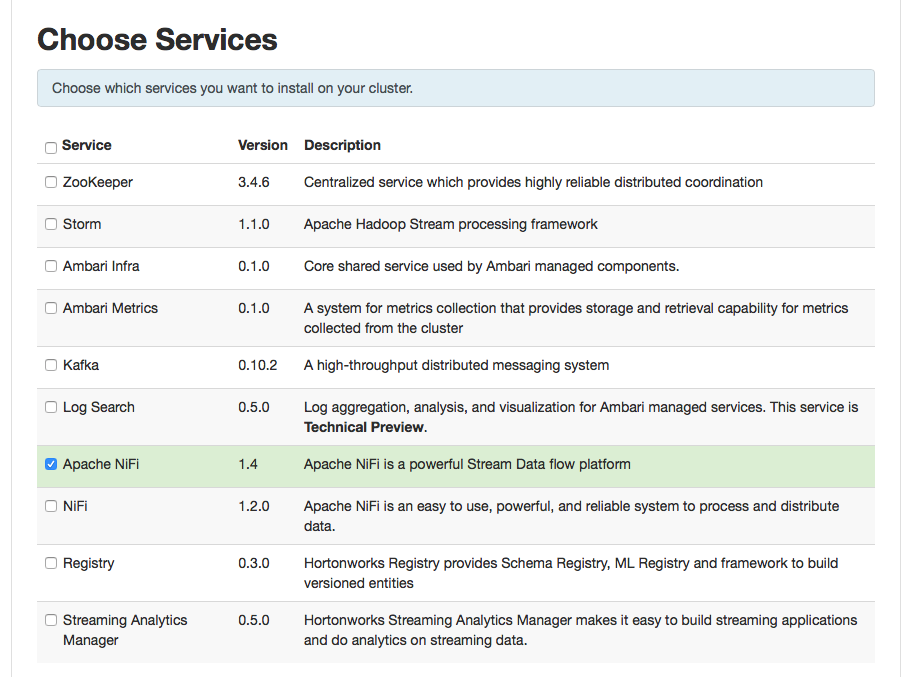 Choose Services
Choose which services you want to install on your cluster.
Service Version Description
ZooKeeper 3.4.6 Centralized service which provides highly reliable distributed coordination
Storm 1.1.0 Apache Hadoop Stream processing framework
Ambari Infra 0.1.0 Core shared service used by Ambari managed components.
Ambari Metrics 0.1.0 A system for metrics collection that provides storage and retrieval capability for metrics
collected from the cluster
Kafka 0.10.2 A high-throughput distributed messaging system
Log Search 0.5.0 Log aggregation, analysis, and visualization for Ambari managed services. This service is
Technical Preview.
Apache NiFi 1.4 Apache NiFi is a powerful Stream Data flow platform
NiFi 1.2.0 Apache NiFi is an easy to use, powerful, and reliable system to process and distribute
data.
Registry 0.3.0 Hortonworks Registry provides Schema Registry, ML Registry and framework to build
versioned entities
Streaming Analytics 0.5.0 Hortonworks Streaming Analytics Manager makes it easy to build streaming applications
Manager and do analytics on streaming data.